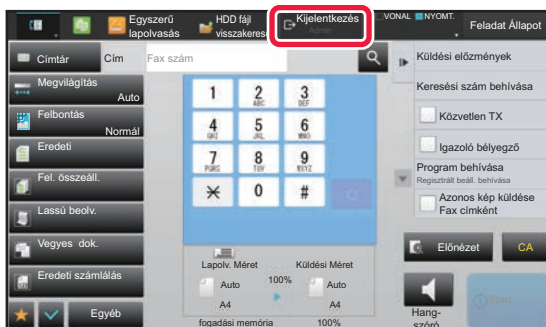 Egyszerű
lapolvasás
HDD fájl
visszakeres
Kijelentkezés
Admin
VONAL
NYOMT.
Feladat Állapot
Címtár
Cím
Fax szám
Küldési előzmények
Megvilágítás
Auto
Keresési szám behívása
Felbontás
Normál
Közvetlen TX
Eredeti
Igazoló bélyegző
Fel. összeáll.
Program behívása
Regisztrált beáll. behívása
Lassú beolv.
Azonos kép küldése
Fax címként
Vegyes dok.
Előnézet
CA
Eredeti számlálás
Egyéb
1
2
ABC
3
DEF
4
GHI
5
JKL
6
MNO
7
PQRS
8
TUV
9
WXYZ
0
#
C
Lapolv. Méret
Küldési Méret
Auto
100%
Auto
A4
A4
fogadási memória
100%
Hang-
szóró
Start